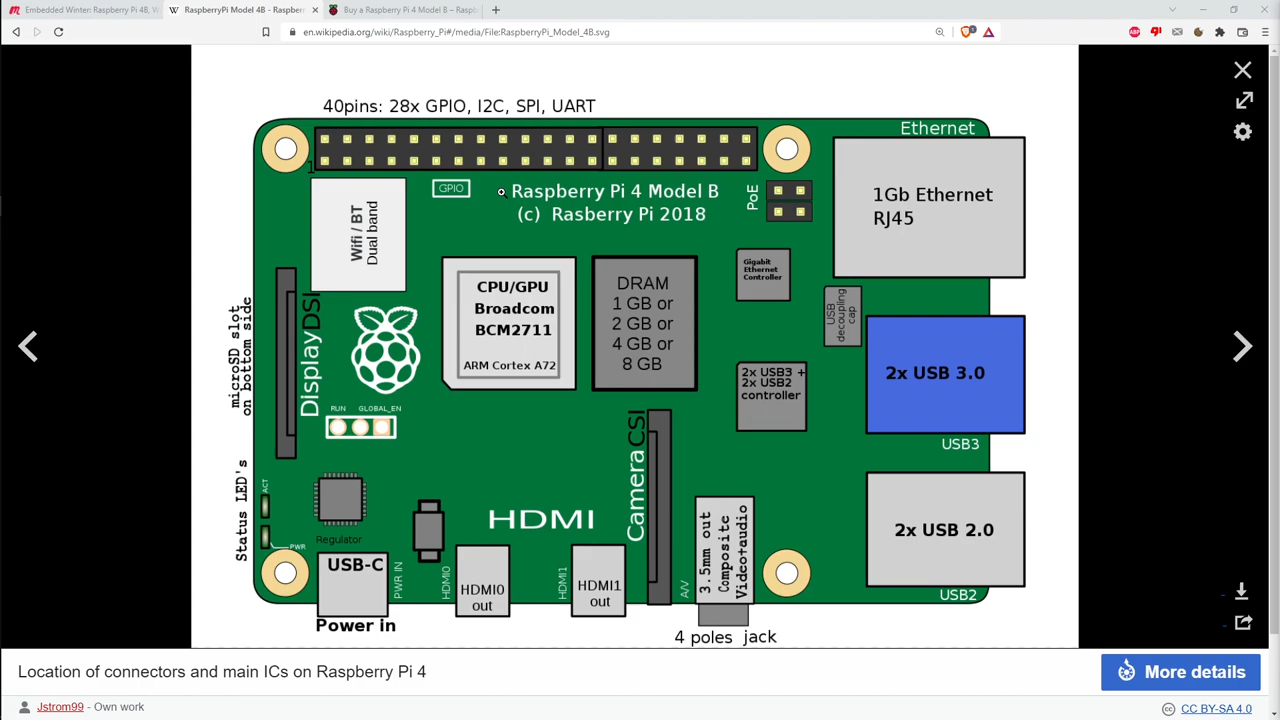 Embedded Winter: Raspberry Pi 4B, W
RaspberryPi Model 4B - Raspberr
Buy a Raspberry Pi 4 Model B – Raspb
en.wikipedia.org/wiki/Raspberry_Pi#/media/File:RaspberryPi_Model_4B.svg
40pins: 28x GPIO, I2C, SPI, UART
Ethernet
1
GPIO
Raspberry Pi 4 Model B
(c) Rasberry Pi 2018
PoE
1Gb Ethernet
RJ45
Wifi / BT
Dual band
Gigabit
Ethernet
Controller
CPU/GPU
Broadcom
BCM2711
ARM Cortex A72
DRAM
1 GB or
2 GB or
4 GB or
8 GB
USB
decoupling
cap
microSD slot
on bottom side
DisplayDSI
2x USB3 +
2x USB2
controller
2x USB 3.0
USB3
RUN
GLOBAL_EN
CameraCSI
Status LED's
ACT
PWR
Regulator
HDMI
3.5mm out
Composite
Video+audio
2x USB 2.0
USB2
USB-C
PWR IN
Power in
HDMI0
HDMI0
out
HDMI1
HDMI1
out
A/V
4 poles jack
Location of connectors and main ICs on Raspberry Pi 4
More details
Jstrom99 - Own work
CC BY-SA 4.0
ABP